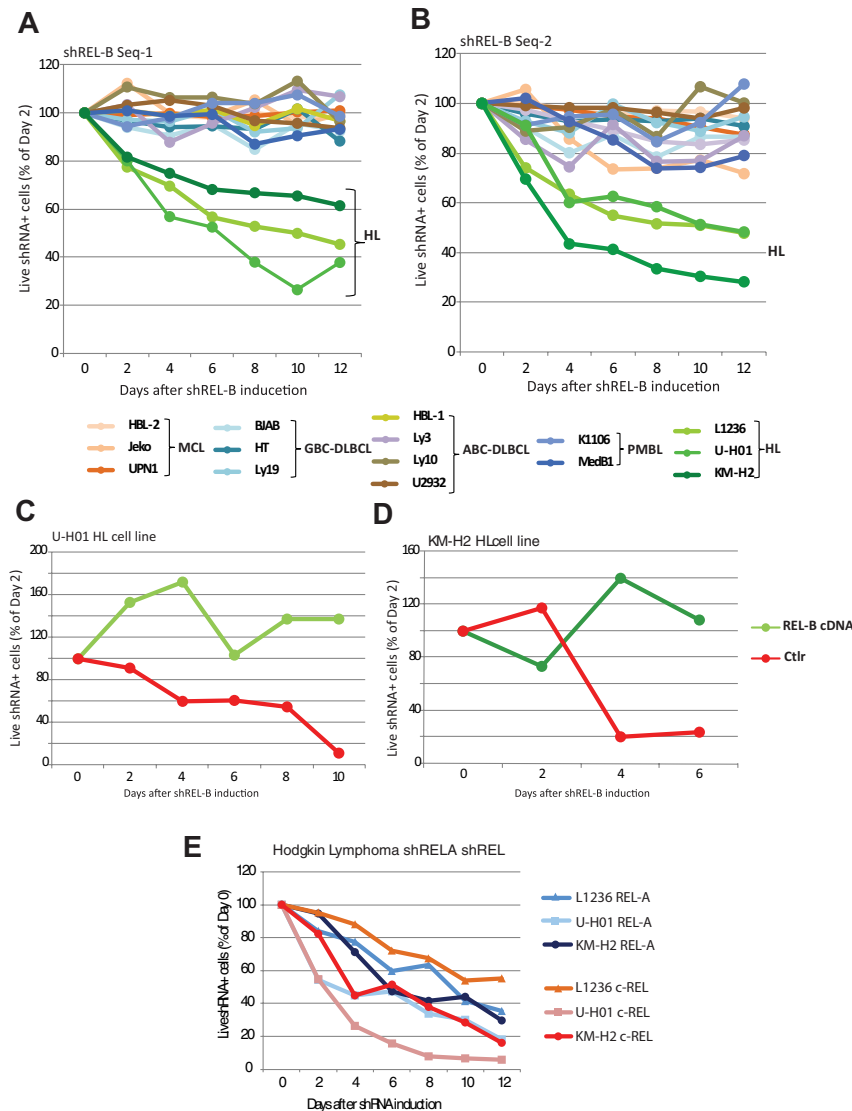 A
shREL-B Seq-1
Live shRNA+ cells (% of Day 2)
120
100
80
60
40
20
0
0 2 4 6 8 10 12
Days after shREL-B inducetion
HL
B
shREL-B Seq-2
Live shRNA+ cells (% of Day 2)
120
100
80
60
40
20
0
0 2 4 6 8 10 12
Days after shREL-B inducetion
HL
HBL-2
Jeko
UPN1
MCL
BJAB
HT
Ly19
GBC-DLBCL
HBL-1
Ly3
Ly10
U2932
ABC-DLBCL
K1106
MedB1
PMBL
L1236
U-H01
KM-H2
HL
C
U-H01 HL cell line
Live shRNA+ cells (% of Day 2)
200
160
120
80
40
0
0 2 4 6 8 10
Days after shREL-B induction
D
KM-H2 HLcell line
Live shRNA+ cells (% of Day 2)
160
120
80
40
0
0 2 4 6
Days after shREL-B induction
REL-B cDNA
Ctlr
E
Hodgkin Lymphoma shRELA shREL
Live shRNA+ cells (% of Day 0)
120
100
80
60
40
20
0
0 2 4 6 8 10 12
Days after shRNA induction
L1236 REL-A
U-H01 REL-A
KM-H2 REL-A
L1236 c-REL
U-H01 c-REL
KM-H2 c-REL